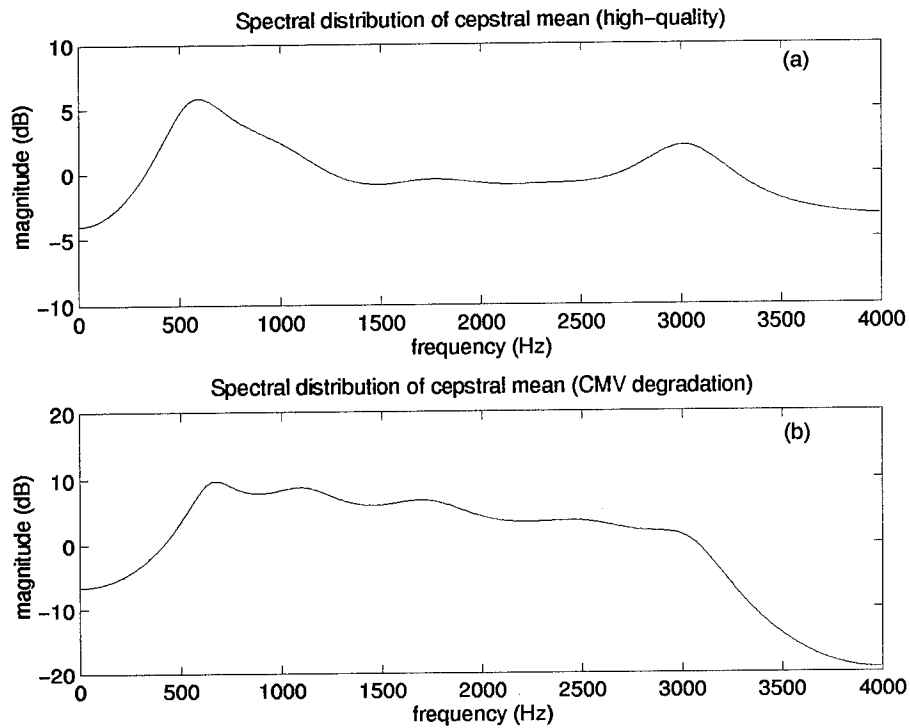 Spectral distribution of cepstral mean (high-quality)
(a)
10
5
0
−5
−10
magnitude (dB)
0 500 1000 1500 2000 2500 3000 3500 4000
frequency (Hz)
Spectral distribution of cepstral mean (CMV degradation)
(b)
20
10
0
−10
−20
magnitude (dB)
0 500 1000 1500 2000 2500 3000 3500 4000
frequency (Hz)